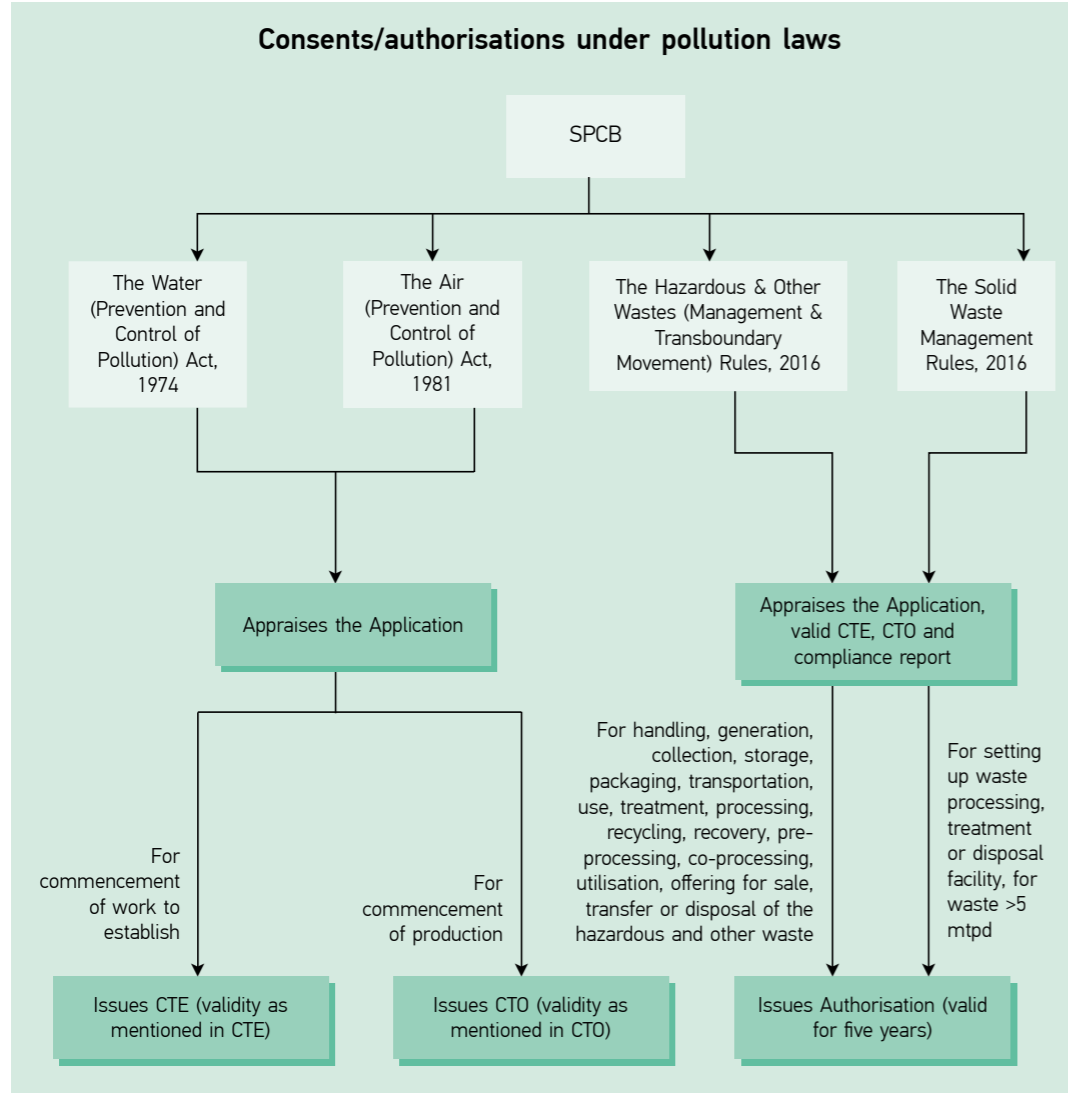 Consents/authorisations under pollution laws
SPCB
The Water
(Prevention and
Control of
Pollution) Act,
1974
The Air
(Prevention and
Control of
Pollution) Act,
1981
The Hazardous & Other
Wastes (Management &
Transboundary
Movement) Rules, 2016
The Solid
Waste
Management
Rules, 2016
Appraises the Application
Appraises the Application,
valid CTE, CTO and
compliance report
For
commencement
of work to
establish
For
commencement
of production
For handling, generation,
collection, storage,
packaging, transportation,
use, treatment, processing,
recycling, recovery, pre-
processing, co-processing,
utilisation, offering for sale,
transfer or disposal of the
hazardous and other waste
For setting
up waste
processing,
treatment
or disposal
facility, for
waste >5
mtpd
Issues CTE (validity as
mentioned in CTE)
Issues CTO (validity as
mentioned in CTO)
Issues Authorisation (valid
for five years)